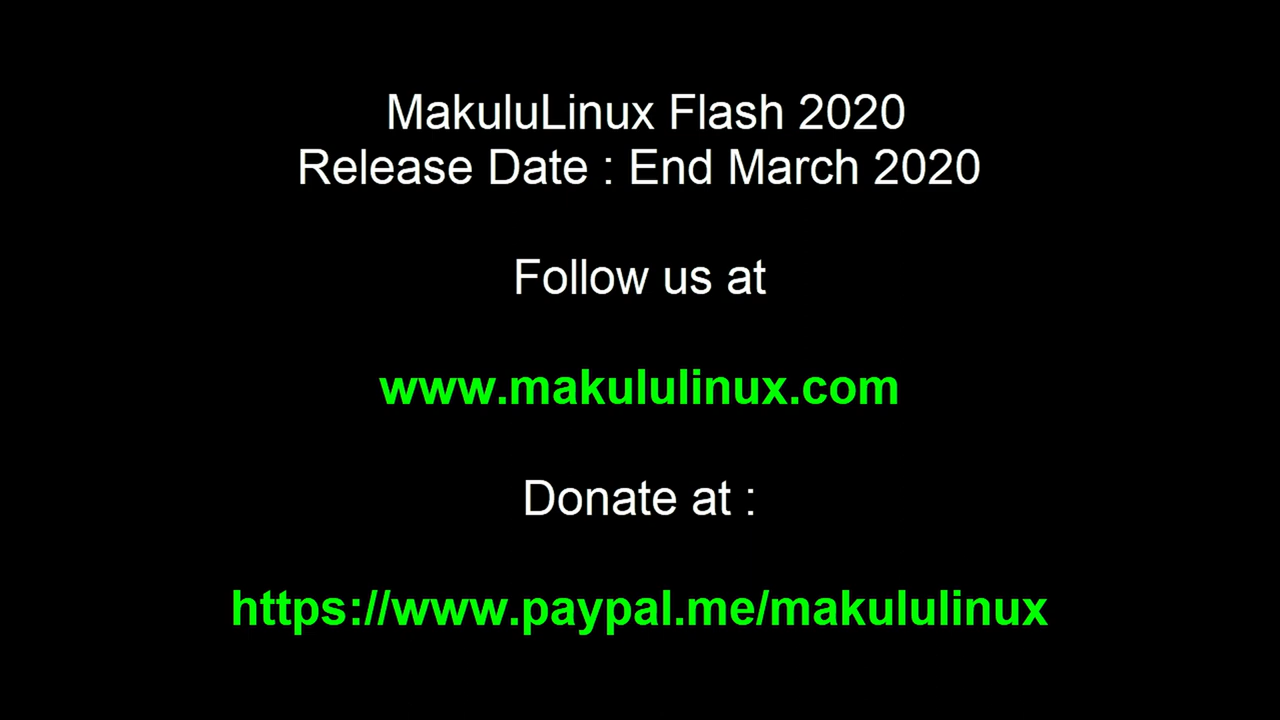 MakuluLinux Flash 2020
Release Date : End March 2020
Follow us at
www.makululinux.com
Donate at :
https://www.paypal.me/makululinux